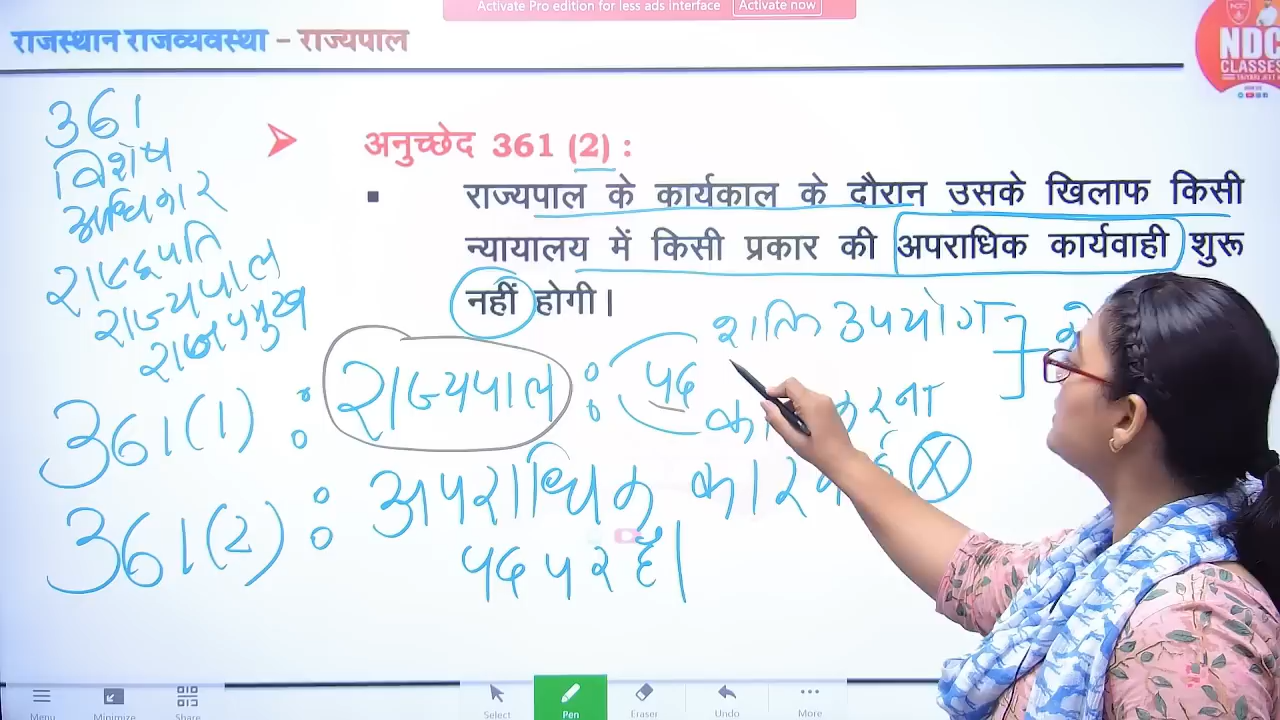 Activate Pro edition for less ads interface Activate now
राजस्थान राजव्यवस्था – राज्यपाल
NDC
CLASSES
361
विशेष
अधिकार
राष्ट्रपति
राज्यपाल
राजप्रमुख
अनुच्छेद 361 (2) :
राज्यपाल के कार्यकाल के दौरान उसके खिलाफ किसी
न्यायालय में किसी प्रकार की अपराधिक कार्यवाही शुरू
नहीं होगी।
शक्ति उपयोग
361(1) : राज्यपाल : पद
करना
361(2) : अपराधिक
पद पर है।
Menu Minimize Share Select Pen Eraser Undo More